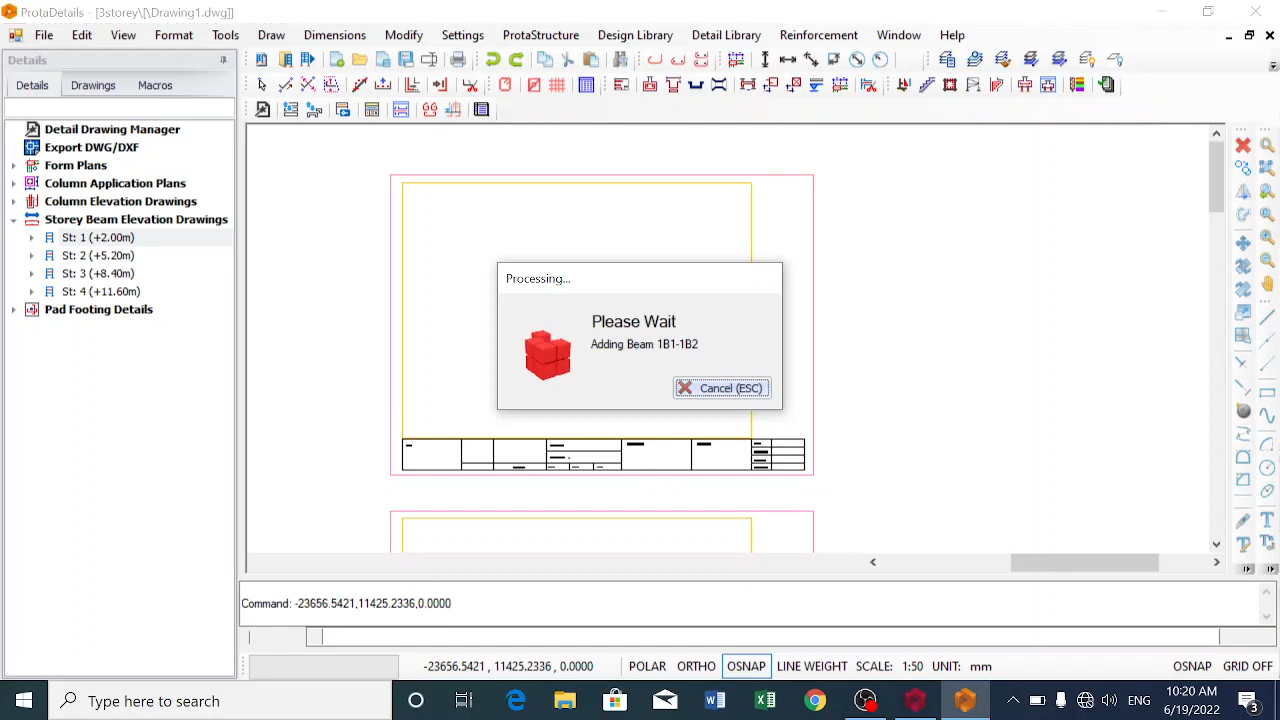 ProtaDetails - [3storey\[\Drawing1.dwg]]
File Edit View Format Tools Draw Dimensions Modify Settings ProtaStructure Design Library Detail Library Reinforcement Window Help
Details
Details Drawings Macros
Detail Drawing Manager
Export DWG/DXF
Form Plans
Column Application Plans
Column Elevation Drawings
Storey Beam Elevation Drawings
St: 1 (+2.00m)
St: 2 (+5.20m)
St: 3 (+8.40m)
St: 4 (+11.60m)
Pad Footing Details
Processing...
Please Wait
Adding Beam 1B1-1B2
Cancel (ESC)
Command: -23656.5421,11425.2336,0.0000
-23656.5421 , 11425.2336 , 0.0000 POLAR ORTHO OSNAP LINE WEIGHT SCALE: 1:50 UNIT: mm OSNAP GRID OFF
Type here to search
ENG
10:20 AM
6/19/2022
3